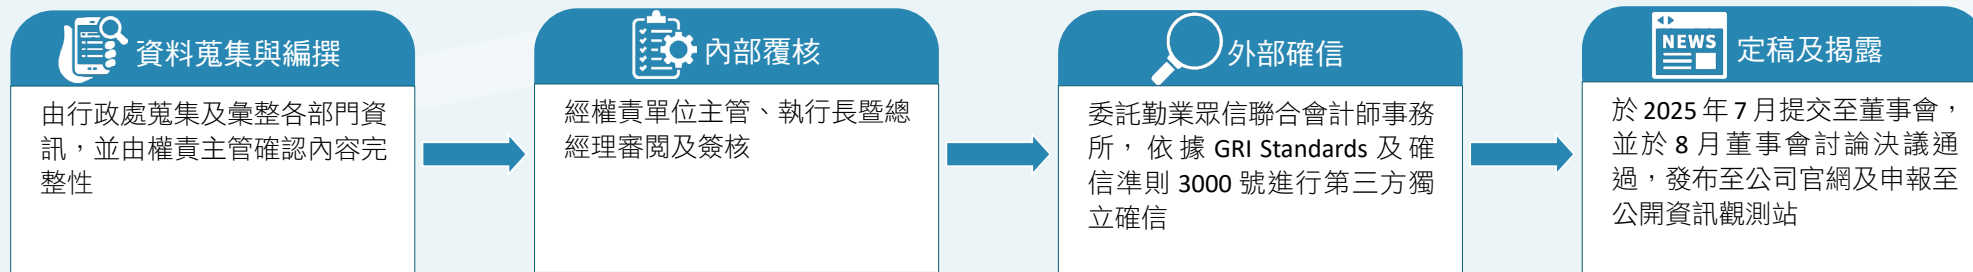 資料蒐集與編撰
由行政處蒐集及彙整各部門資
訊，並由權責主管確認內容完
整性
內部覆核
經權責單位主管、執行長暨總
經理審閱及簽核
外部確信
委託勤業眾信聯合會計師事務
所，依據 GRI Standards 及確
信準則 3000 號進行第三方獨
立確信
NEWS
定稿及揭露
於 2025 年 7 月提交至董事會，
並於 8 月董事會討論決議通
過，發布至公司官網及申報至
公開資訊觀測站